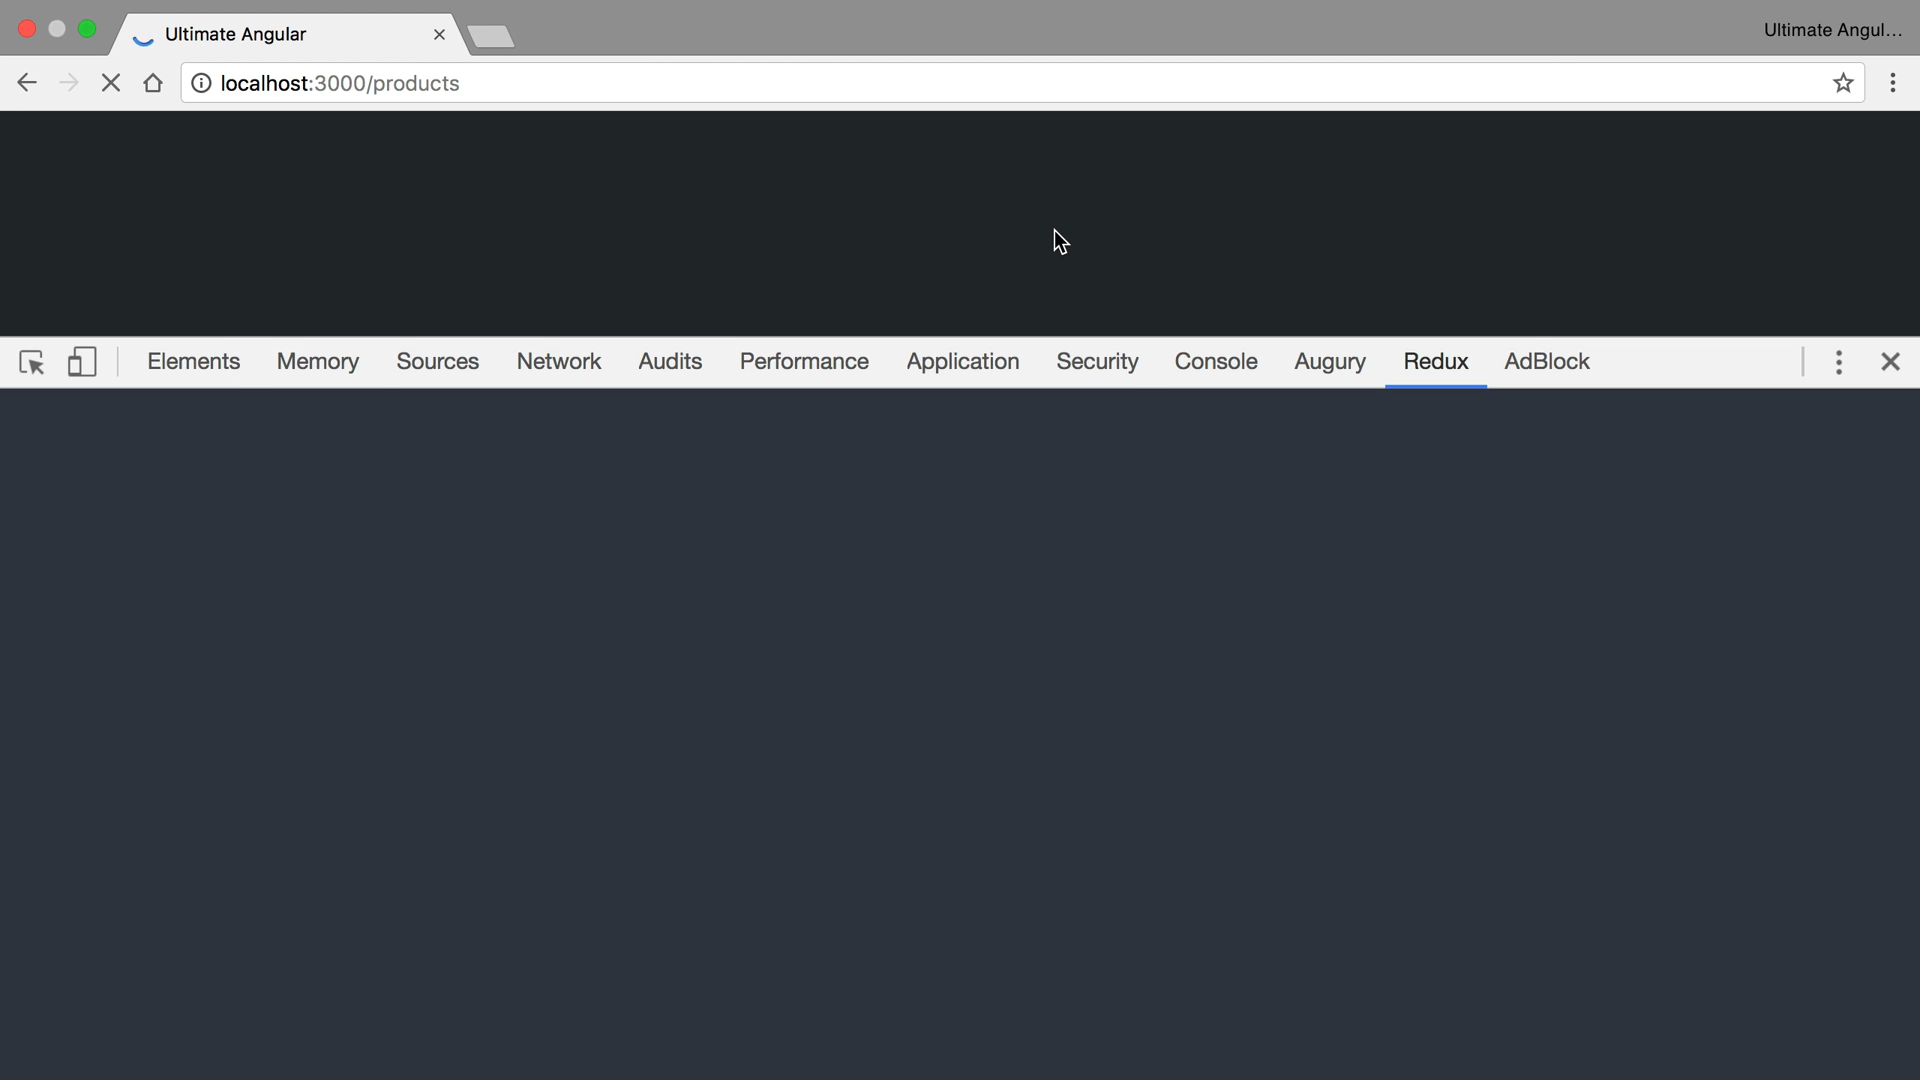 Ultimate Angular
Ultimate Angul...
localhost:3000/products
Elements Memory Sources Network Audits Performance Application Security Console Augury Redux AdBlock